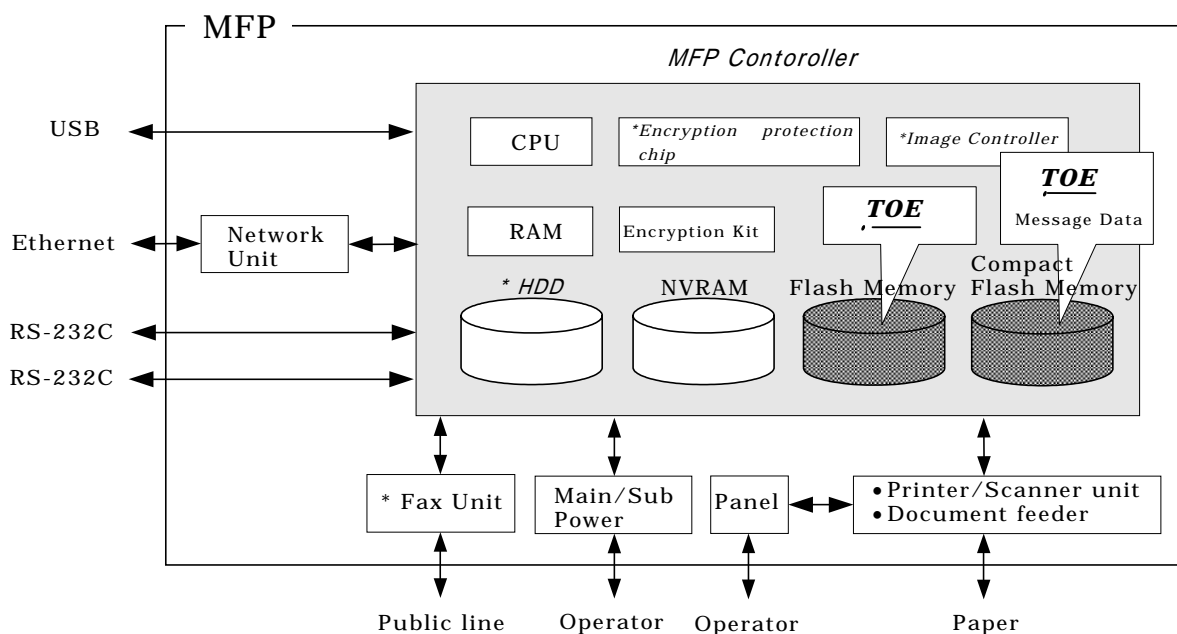 MFP
MFP Contoroller
USB
CPU
*Encryption protection
chip
*Image Controller
TOE
Message Data
TOE
Ethernet
Network
Unit
RAM
Encryption Kit
* HDD
NVRAM
Flash Memory
Compact
Flash Memory
RS-232C
RS-232C
* Fax Unit
Main/Sub
Power
Panel
•Printer/Scanner unit
•Document feeder
Public line
Operator
Operator
Paper